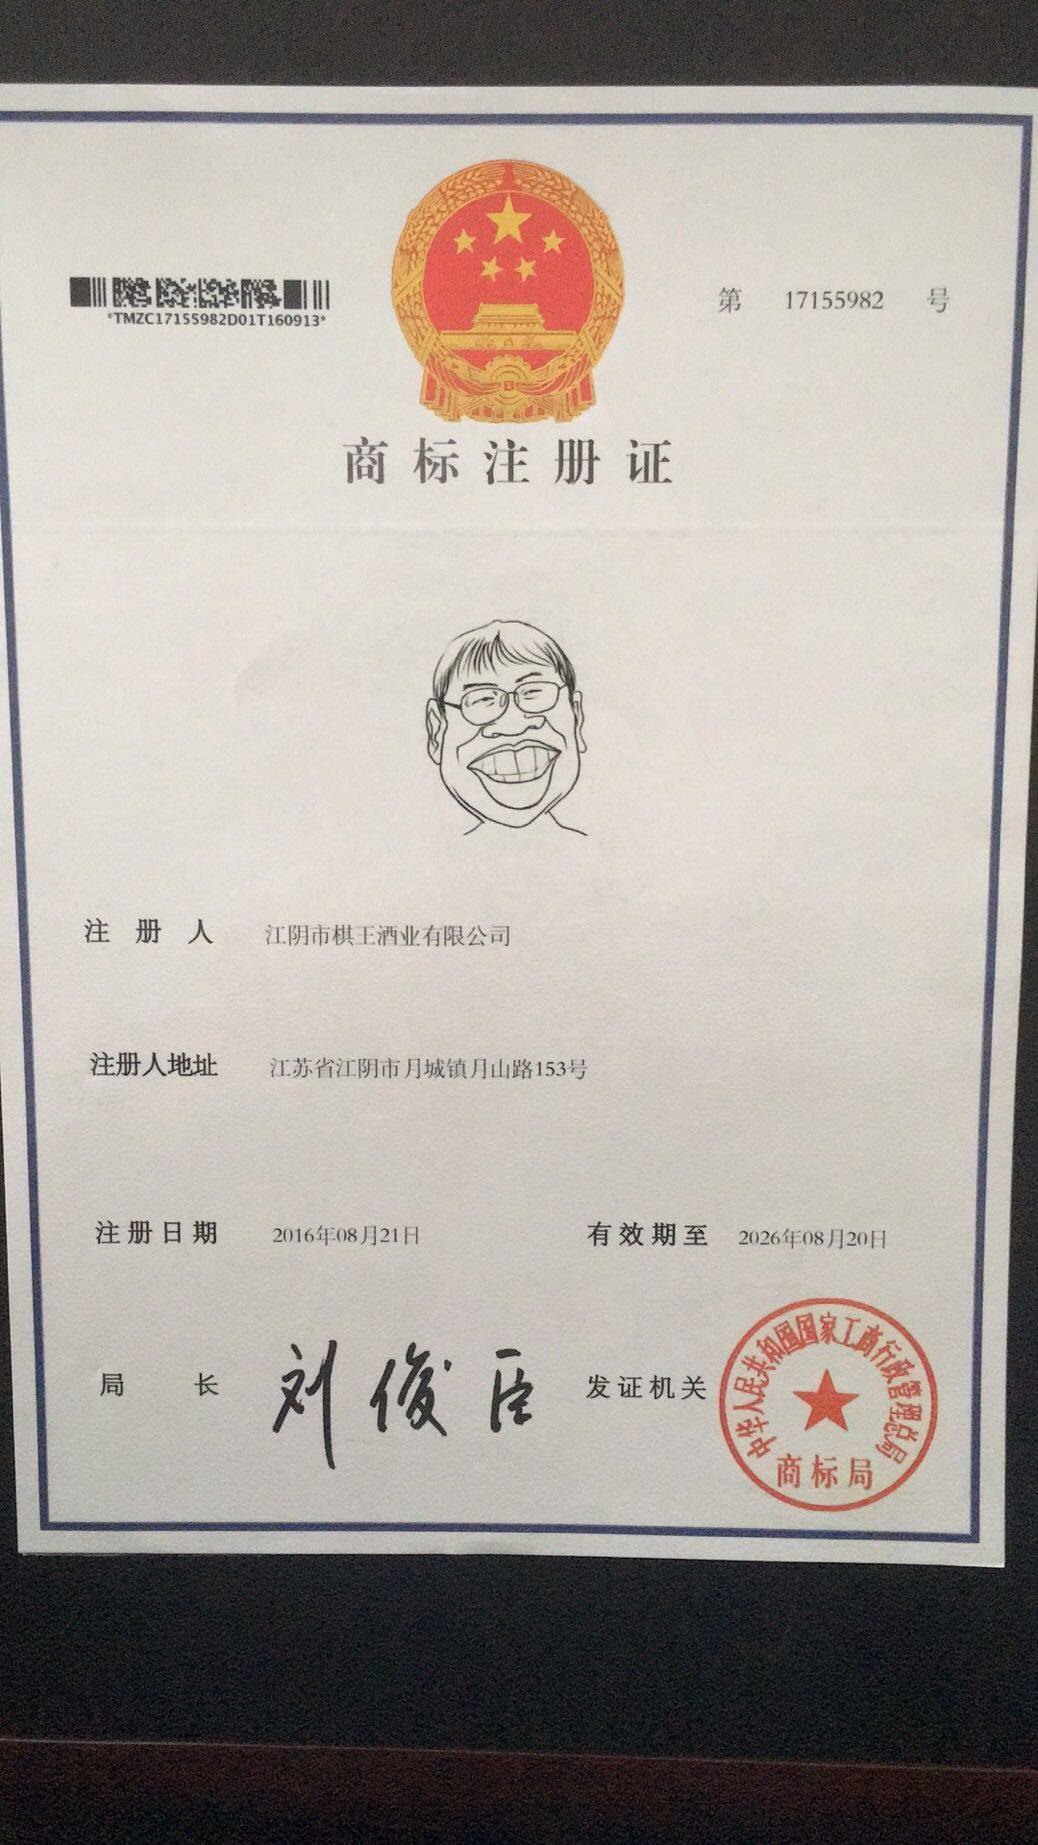 *TMZC17155982D01T160913*
第 17155982 号
商标注册证
注册人 江阴市棋王酒业有限公司
注册人地址 江苏省江阴市月城镇月山路153号
注册日期 2016年08月21日 有效期至 2026年08月20日
局长 刘俊臣 发证机关
中华人民共和国国家工商行政管理总局
商标局